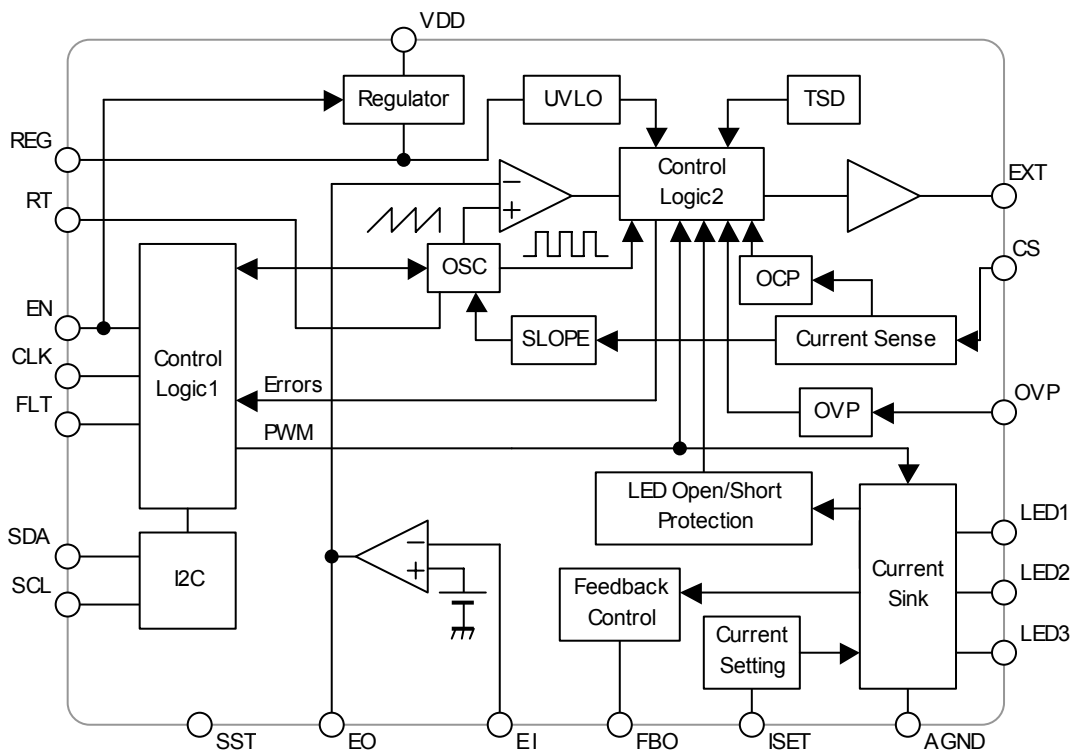 VDD
Regulator
UVLO
TSD
REG
Control
Logic2
EXT
RT
−
+
OSC
OCP
CS
EN
SLOPE
Current Sense
CLK
Control
Logic1
FLT
Errors
OVP
OVP
PWM
LED Open/Short
Protection
LED1
SDA
I2C
−
+
Feedback
Control
Current
Sink
LED2
SCL
Current
Setting
LED3
SST
EO
EI
FBO
ISET
AGND